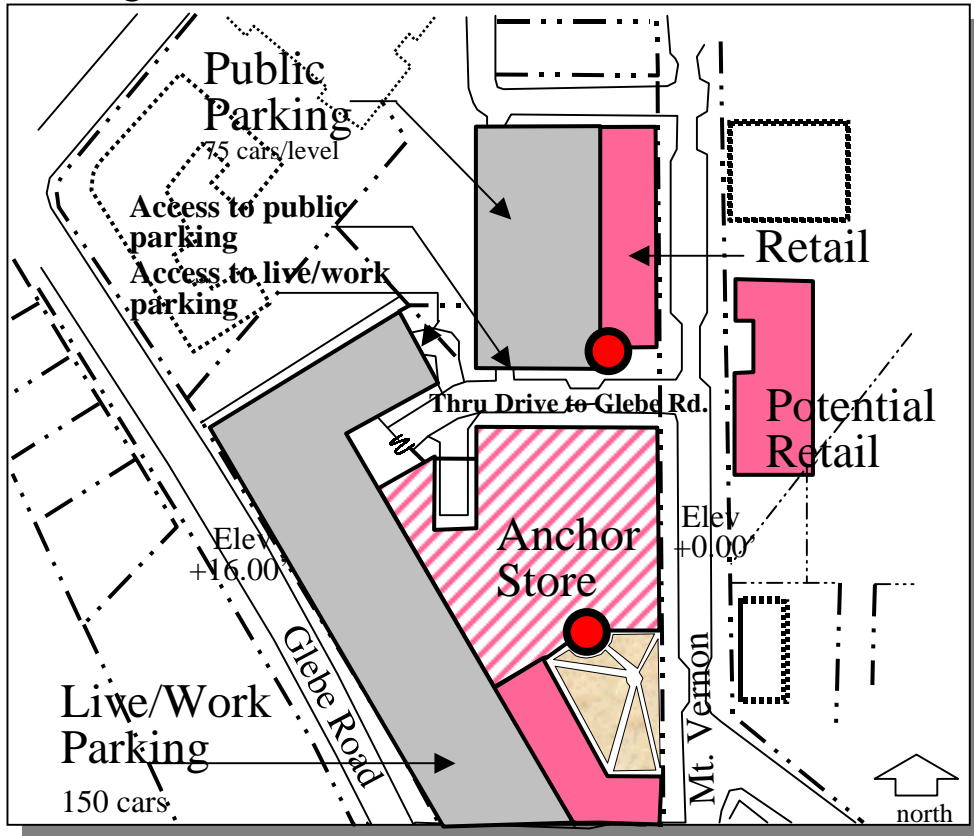 Public
Parking
75 cars/level
Access to public
parking
Access to live/work
parking
Retail
Thru Drive to Glebe Rd.
Potential
Retail
Anchor
Store
Elev
+0.00’
Elev
+16.00’
Glebe Road
Mt. Vernon
Live/Work
Parking
150 cars
north